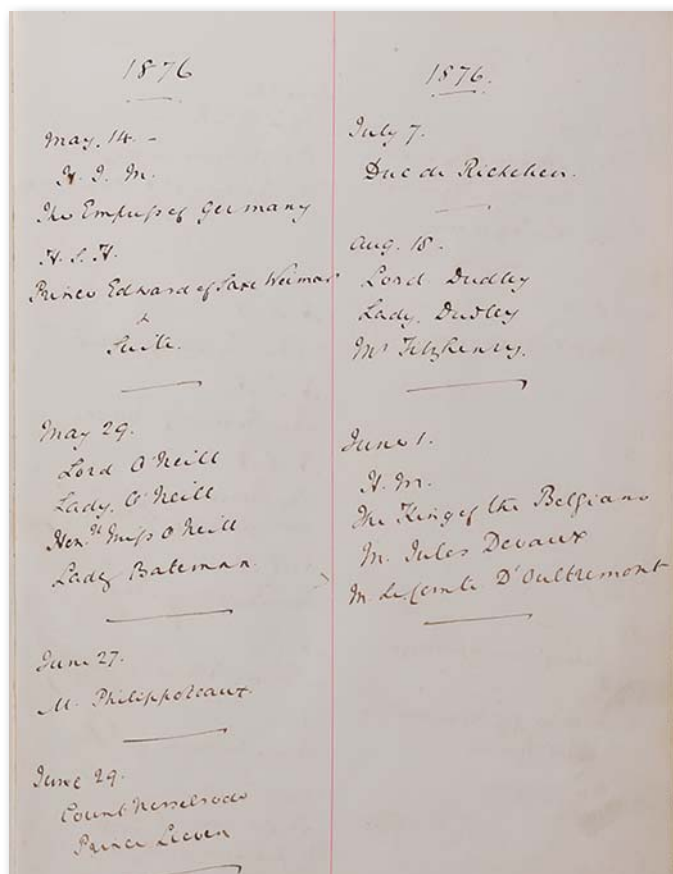 1876
May. 14. -
H. I. M.
The Empress of Germany
H. S. H.
Prince Edward of Saxe Weimar
&
Suite.
May 29.
Lord O'Neill
Lady. O'Neill
Hon.ble Miss O'Neill
Lady Bateman.
June 27.
M. Philippoteaux.
June 29.
Count Nesselrode
Prince Lieven
1876.
July 7.
Duc de Richelieu.
Aug. 18.
Lord Dudley
Lady. Dudley
Mr Fitzhenry.
June 1.
H. M.
The King of the Belgians
M. Jules Devaux
M. Le Comte D'Oultremont